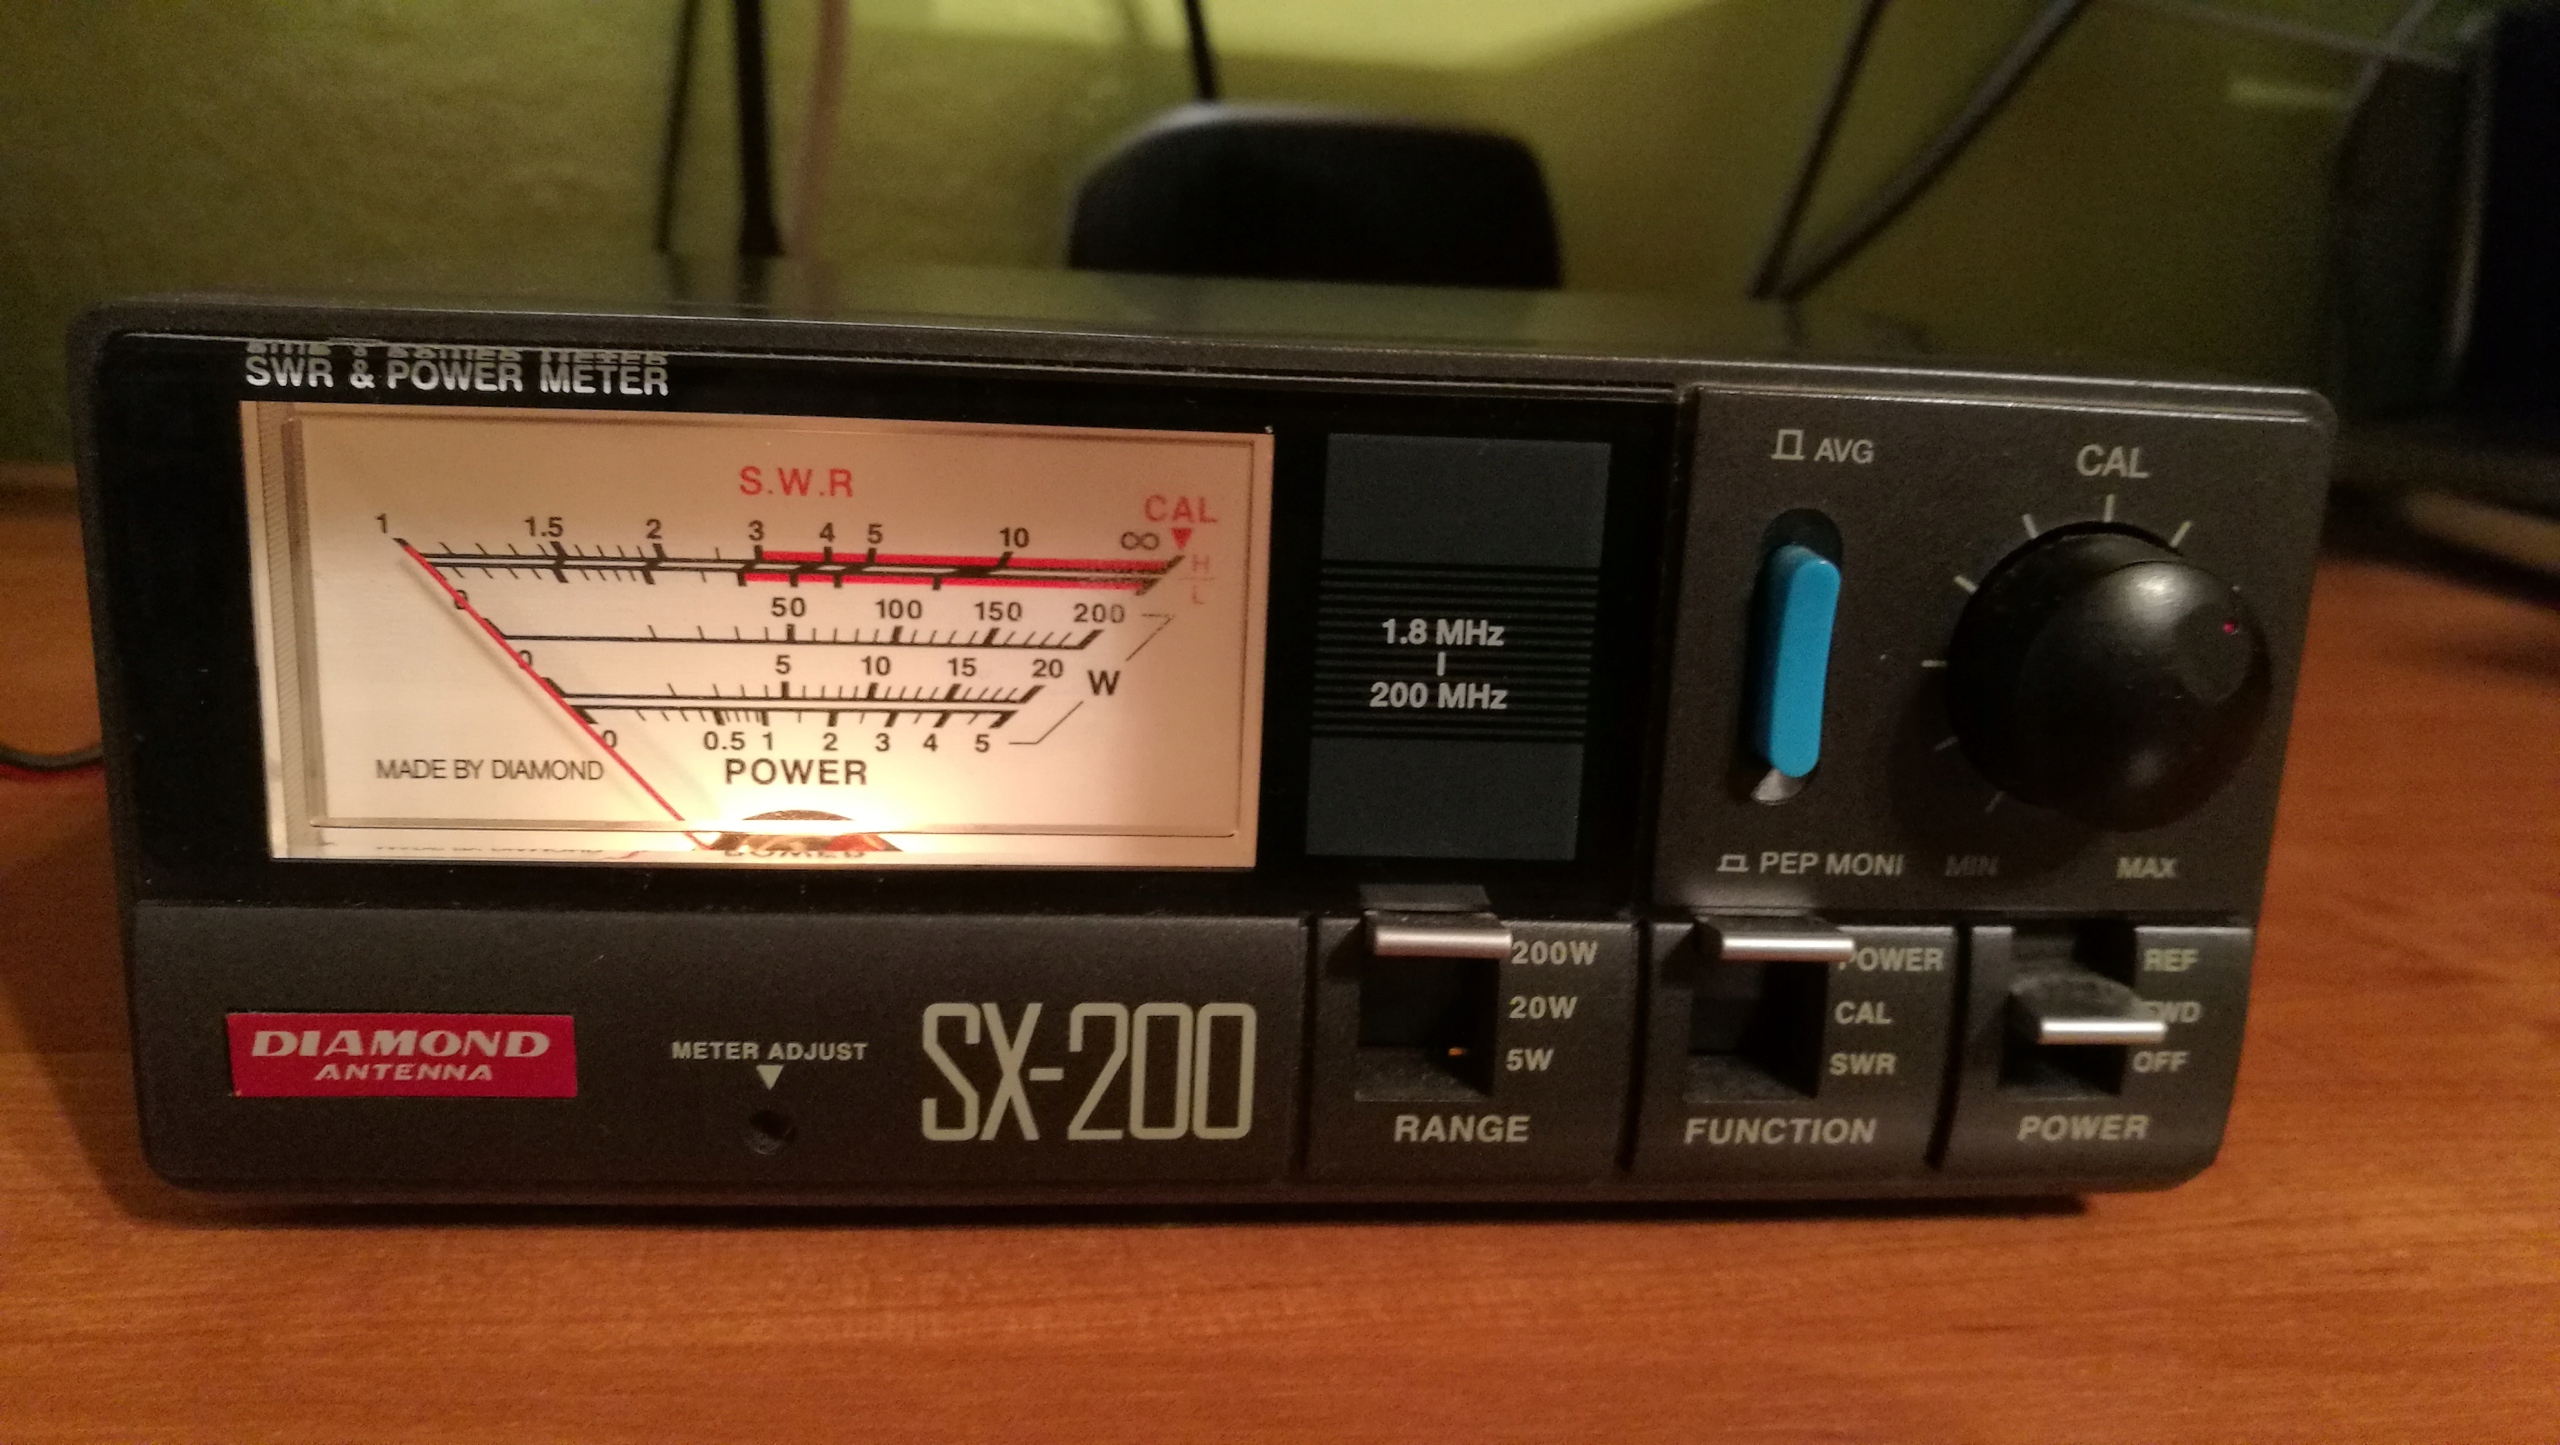 SWR & POWER METER
S.W.R
CAL
1 1.5 2 3 4 5 10 ∞
H
L
0 50 100 150 200
0 5 10 15 20
W
0 0.5 1 2 3 4 5
MADE BY DIAMOND
POWER
1.8 MHz
200 MHz
AVG
CAL
PEP MONI
MIN
MAX
DIAMOND
ANTENNA
METER ADJUST
SX-200
200W
20W
5W
RANGE
POWER
CAL
SWR
FUNCTION
REF
FWD
OFF
POWER